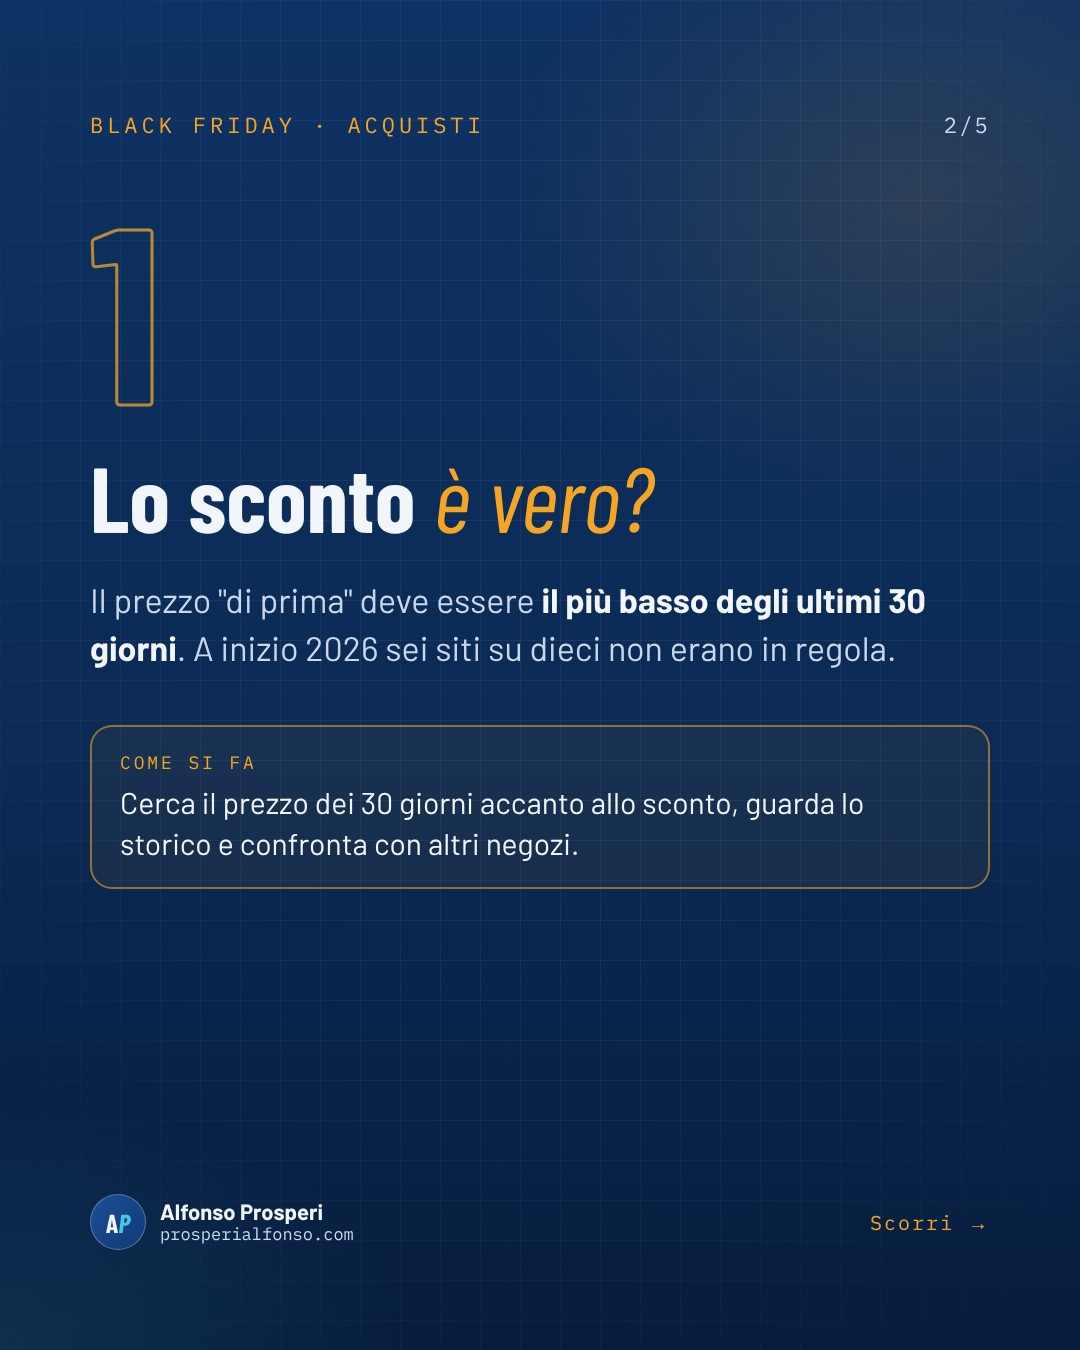 BLACK FRIDAY · ACQUISTI
2/5
1
Lo sconto è vero?
Il prezzo "di prima" deve essere il più basso degli ultimi 30
giorni. A inizio 2026 sei siti su dieci non erano in regola.
COME SI FA
Cerca il prezzo dei 30 giorni accanto allo sconto, guarda lo
storico e confronta con altri negozi.
AP
Alfonso Prosperi
prosperialfonso.com
Scorri →